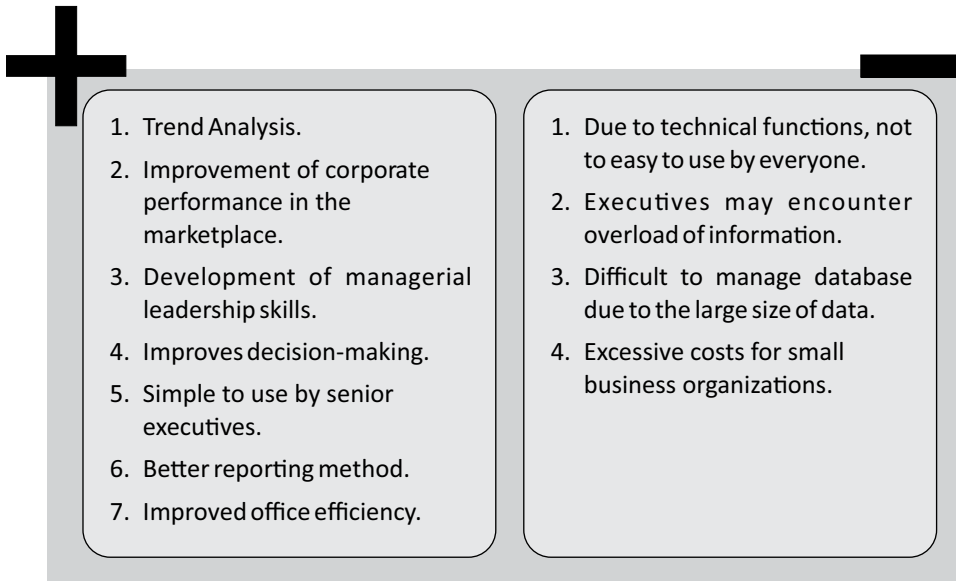 1. Trend Analysis.
2. Improvement of corporate
performance in the
marketplace.
3. Development of managerial
leadership skills.
4. Improves decision-making.
5. Simple to use by senior
executives.
6. Better reporting method.
7. Improved office efficiency.
1. Due to technical functions, not
to easy to use by everyone.
2. Executives may encounter
overload of information.
3. Difficult to manage database
due to the large size of data.
4. Excessive costs for small
business organizations.